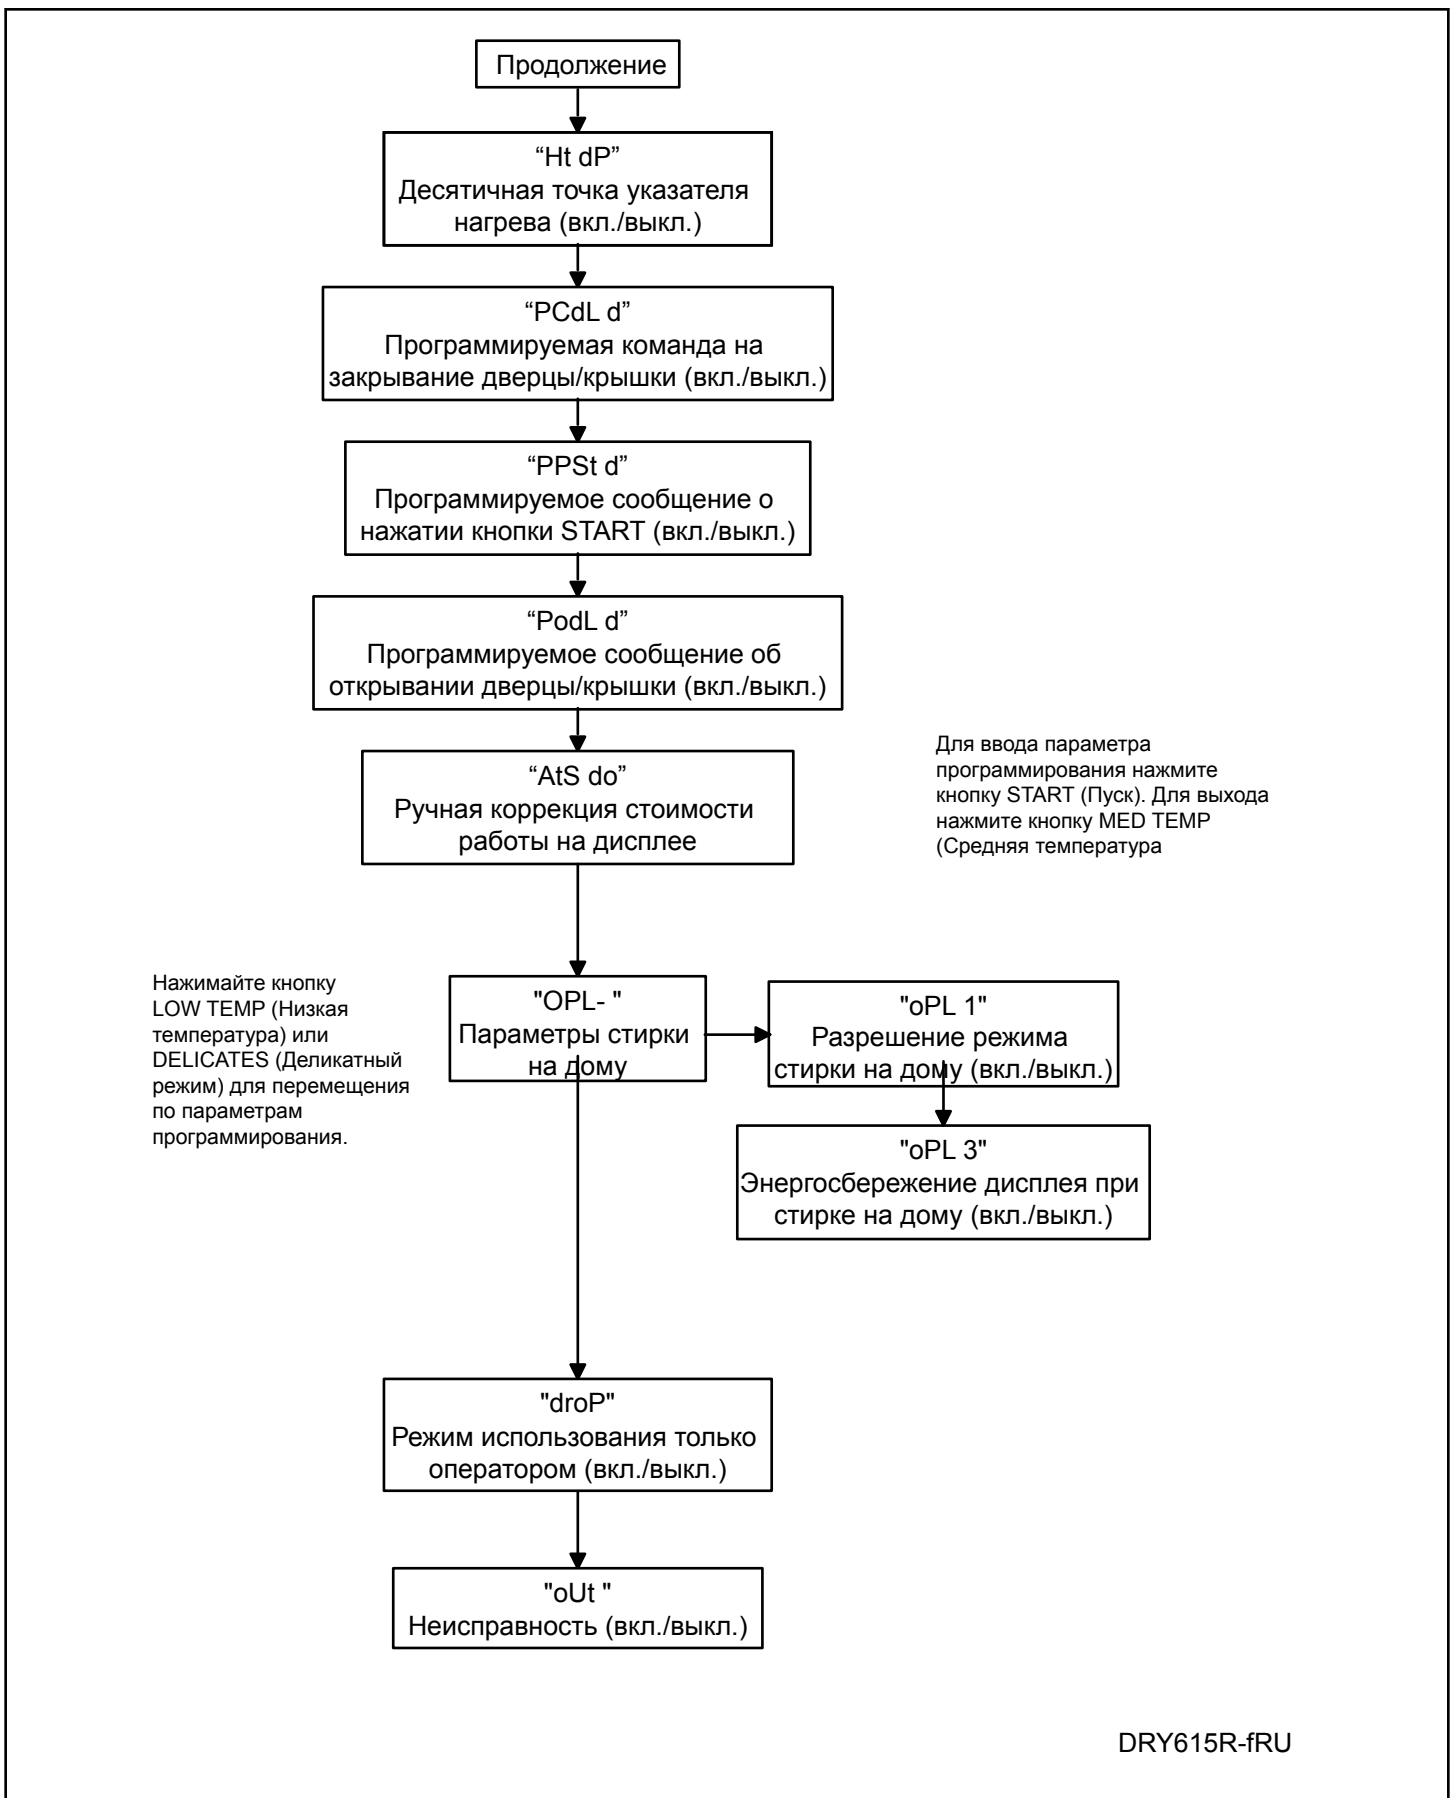 Продолжение
“Ht dP”
Десятичная точка указателя
нагрева (вкл./выкл.)
“PCdL d”
Программируемая команда на
закрывание дверцы/крышки (вкл./выкл.)
“PPSt d”
Программируемое сообщение о
нажатии кнопки START (вкл./выкл.)
“PodL d”
Программируемое сообщение об
открывании дверцы/крышки (вкл./выкл.)
“AtS do”
Ручная коррекция стоимости
работы на дисплее
Для ввода параметра
программирования нажмите
кнопку START (Пуск). Для выхода
нажмите кнопку MED TEMP
(Средняя температура
Нажимайте кнопку
LOW TEMP (Низкая
температура) или
DELICATES (Деликатный
режим) для перемещения
по параметрам
программирования.
"OPL- "
Параметры стирки
на дому
"oPL 1"
Разрешение режима
стирки на дому (вкл./выкл.)
"oPL 3"
Энергосбережение дисплея при
стирке на дому (вкл./выкл.)
"droP"
Режим использования только
оператором (вкл./выкл.)
"oUt "
Неисправность (вкл./выкл.)
DRY615R-fRU